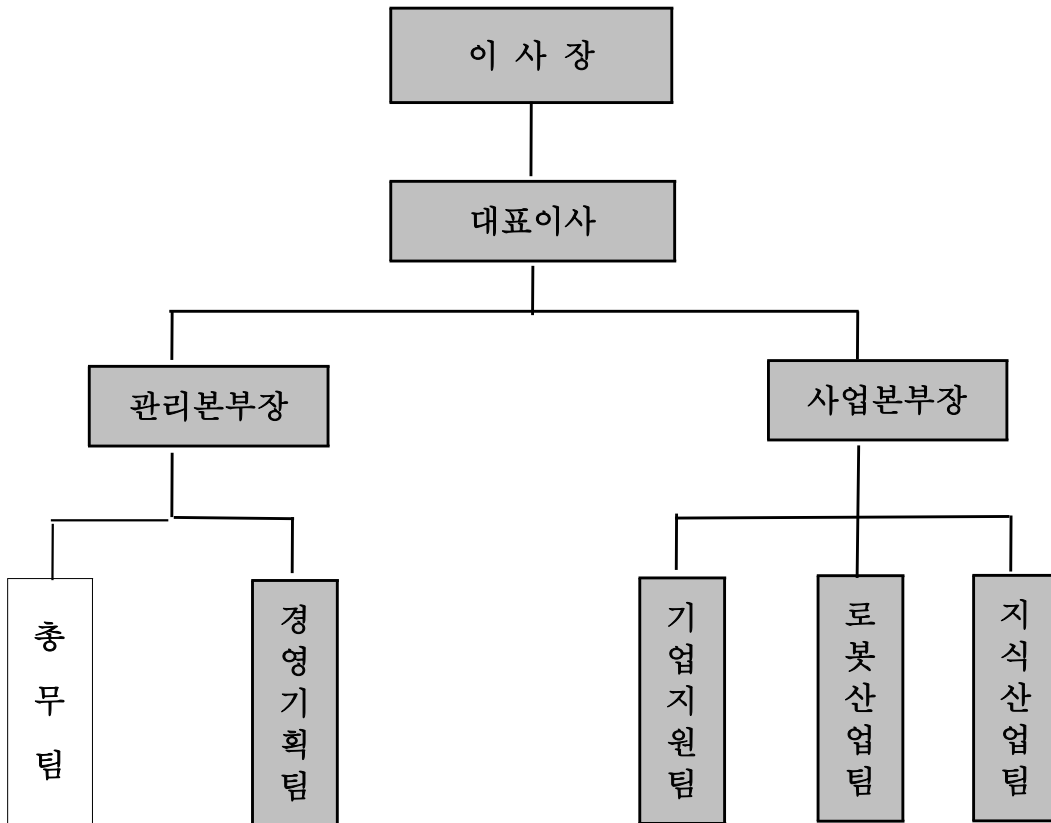 이 사 장
대표이사
관리본부장
사업본부장
총무팀
경영기획팀
기업지원팀
로봇산업팀
지식산업팀